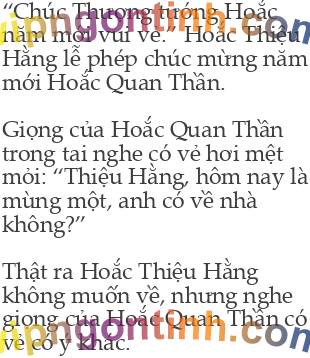 “Chúc Thượng tướng Hoắc
năm mới vui vẻ.” Hoắc Thiệu
Hằng lễ phép chúc mừng năm
mới Hoắc Quan Thần.
Giọng của Hoắc Quan Thần
trong tai nghe có vẻ hơi mệt
mỏi: “Thiệu Hằng, hôm nay là
mùng một, anh có về nhà
không?”
Thật ra Hoắc Thiệu Hằng
không muốn về, nhưng nghe
giọng của Hoắc Quan Thần có
vẻ có ý khác.